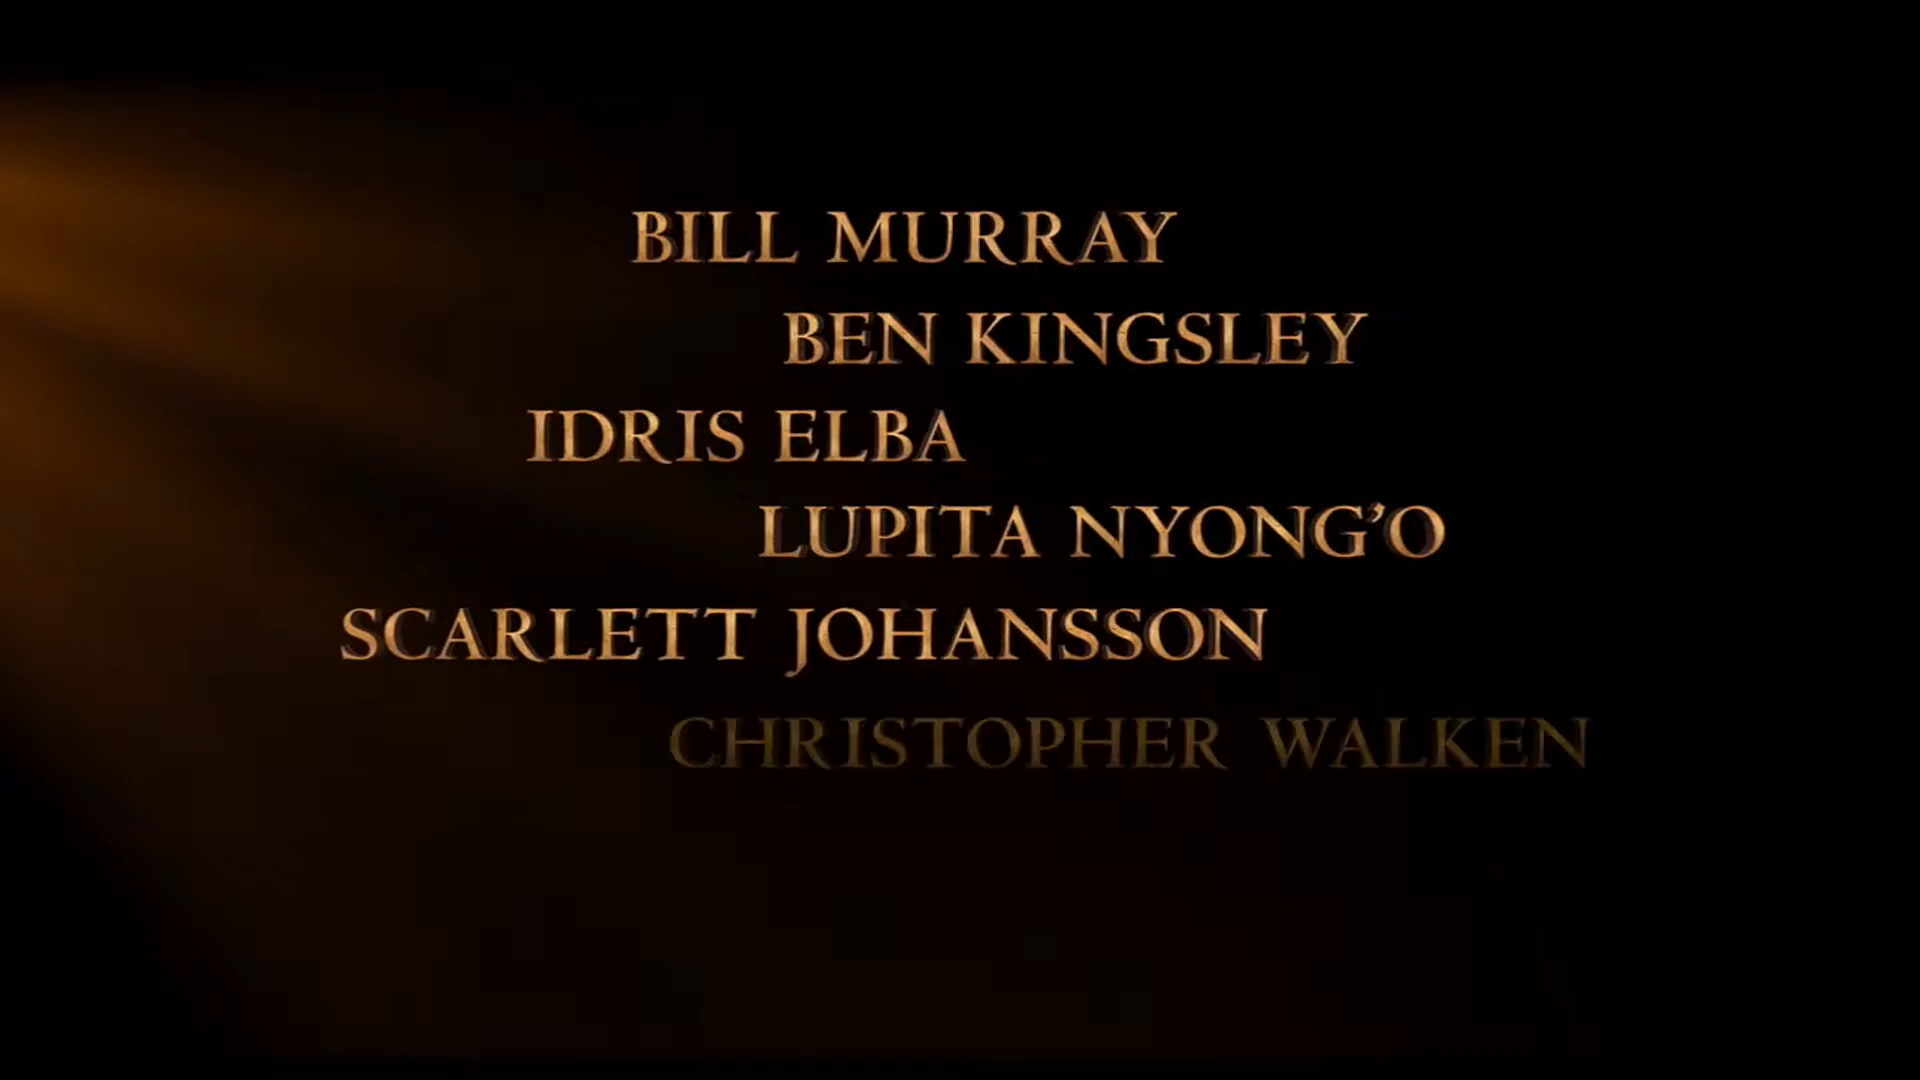 BILL MURRAY
BEN KINGSLEY
IDRIS ELBA
LUPITA NYONG’O
SCARLETT JOHANSSON
CHRISTOPHER WALKEN